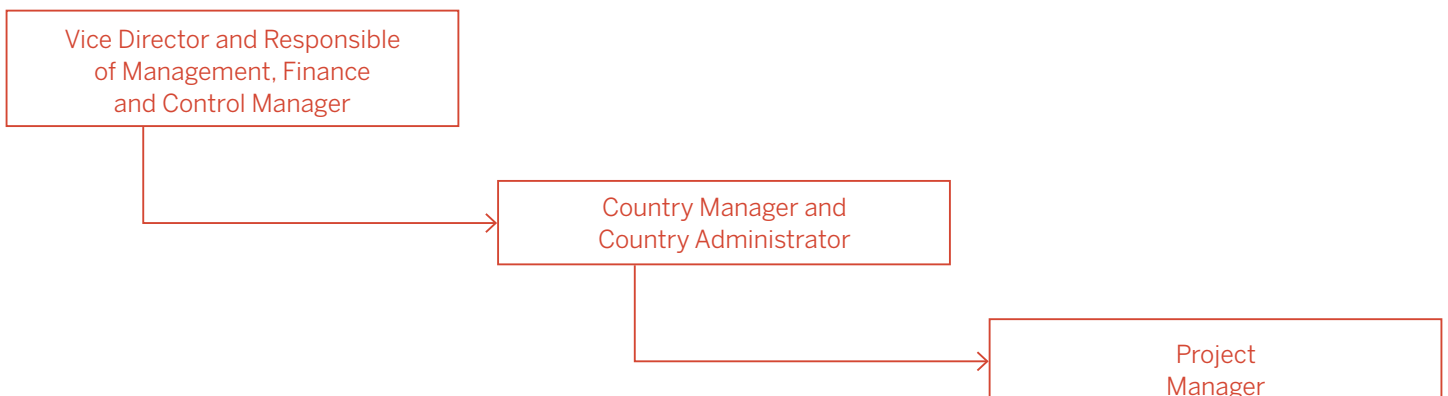 Vice Director and Responsible
of Management, Finance
and Control Manager
Country Manager and
Country Administrator
Project
Manager